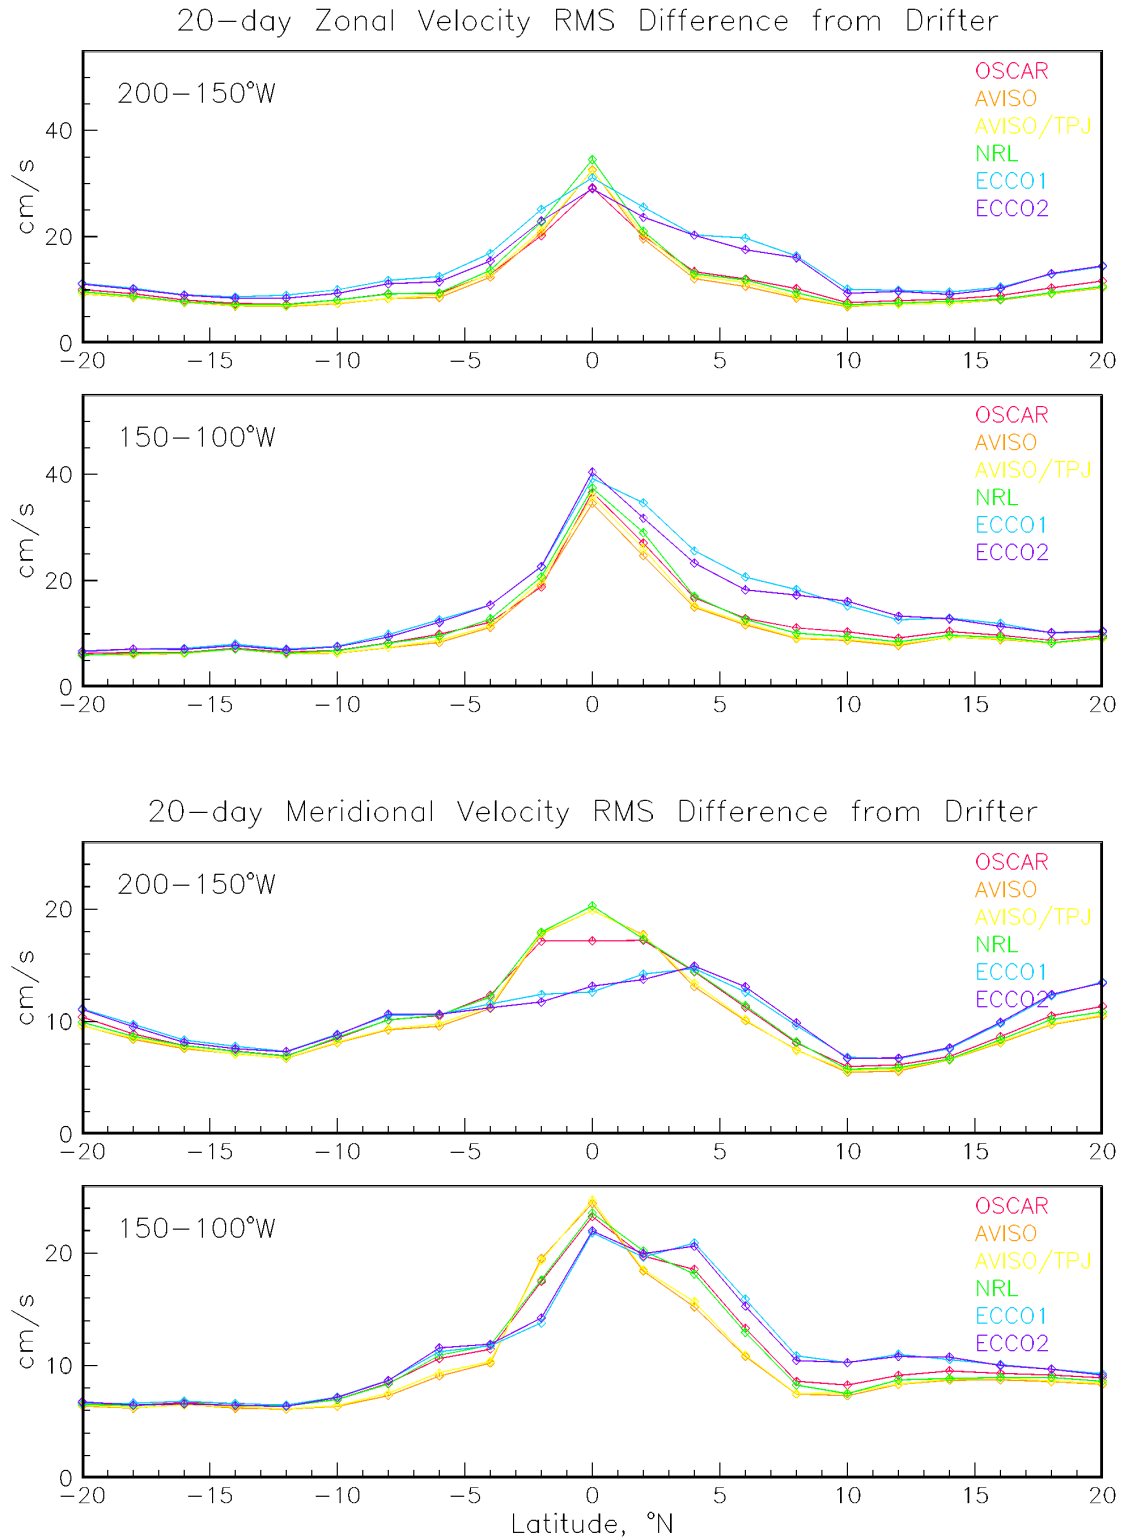 20-day Zonal Velocity RMS Difference from Drifter
200-150°W
OSCAR
AVISO
AVISO/TPJ
NRL
ECCO1
ECCO2
cm/s
40
20
0
-20 -15 -10 -5 0 5 10 15 20
150-100°W
OSCAR
AVISO
AVISO/TPJ
NRL
ECCO1
ECCO2
cm/s
40
20
0
-20 -15 -10 -5 0 5 10 15 20
20-day Meridional Velocity RMS Difference from Drifter
200-150°W
OSCAR
AVISO
AVISO/TPJ
NRL
ECCO1
ECCO2
cm/s
20
10
0
-20 -15 -10 -5 0 5 10 15 20
150-100°W
OSCAR
AVISO
AVISO/TPJ
NRL
ECCO1
ECCO2
cm/s
20
10
0
-20 -15 -10 -5 0 5 10 15 20
Latitude, °N